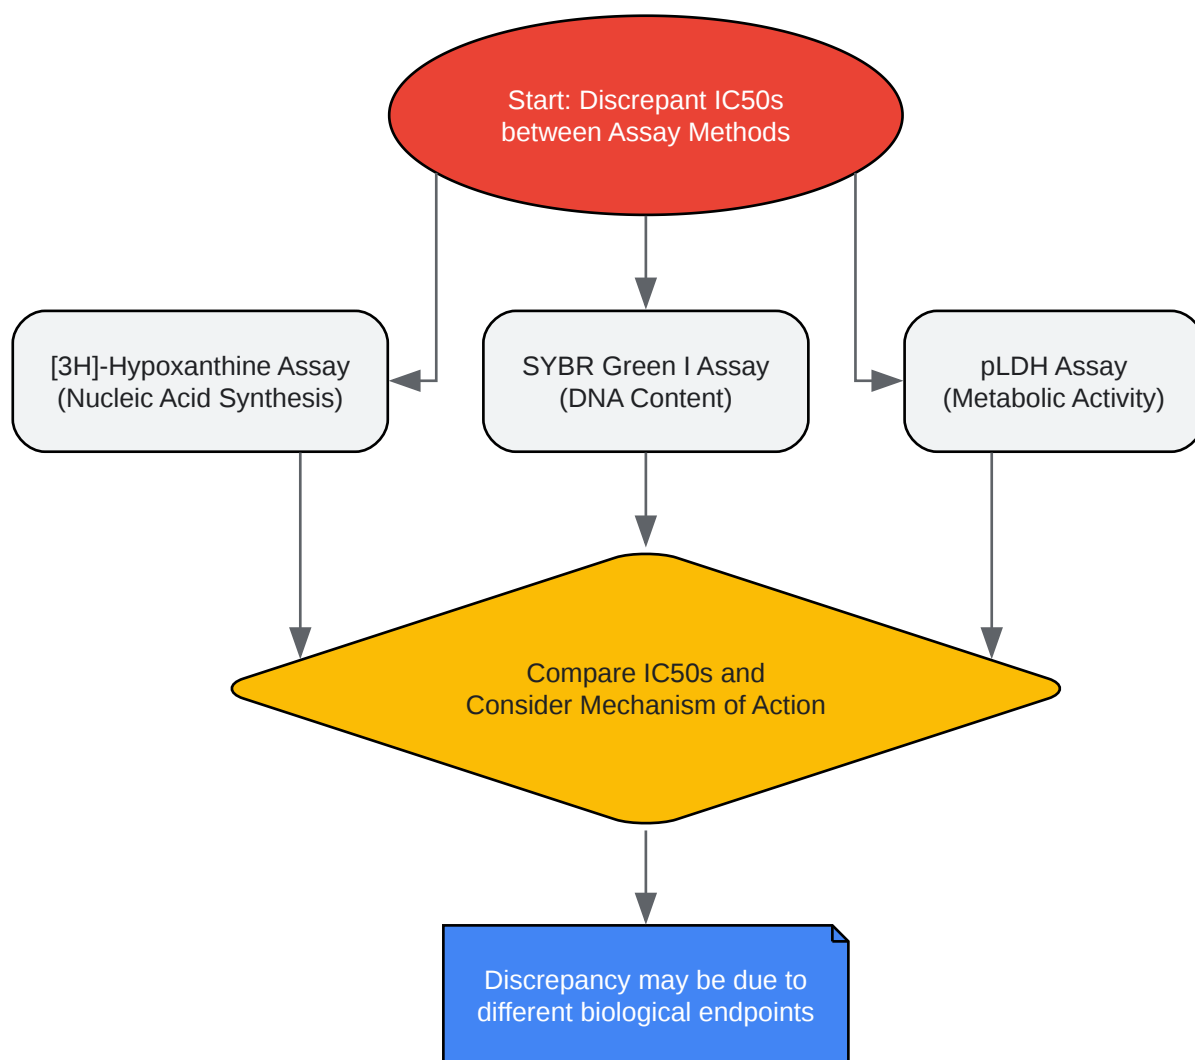 Start: Discrepant IC50s
between Assay Methods
[3H]-Hypoxanthine Assay
(Nucleic Acid Synthesis)
SYBR Green I Assay
(DNA Content)
pLDH Assay
(Metabolic Activity)
Compare IC50s and
Consider Mechanism of Action
Discrepancy may be due to
different biological endpoints